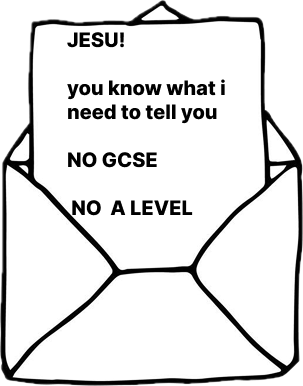 JESU!
you know what i
need to tell you
NO GCSE
NO A LEVEL